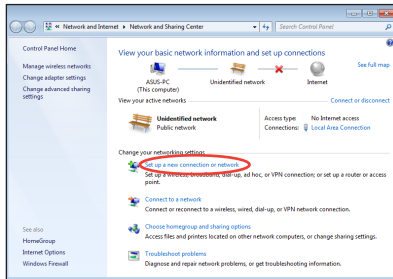 « Network and Internet ▸ Network and Sharing Center
Search Control Panel
Control Panel Home
Manage wireless networks
Change adapter settings
Change advanced sharing
settings
View your basic network information and set up connections
See full map
ASUS-PC
(This computer)
Unidentified network
Internet
View your active networks
Connect or disconnect
Unidentified network
Public network
Access type: No Internet access
Connections: Local Area Connection
Change your networking settings
Set up a new connection or network
Set up a wireless, broadband, dial-up, ad hoc, or VPN connection; or set up a router or access
point.
Connect to a network
Connect or reconnect to a wireless, wired, dial-up, or VPN network connection.
Choose homegroup and sharing options
Access files and printers located on other network computers, or change sharing settings.
Troubleshoot problems
Diagnose and repair network problems, or get troubleshooting information.
See also
HomeGroup
Internet Options
Windows Firewall